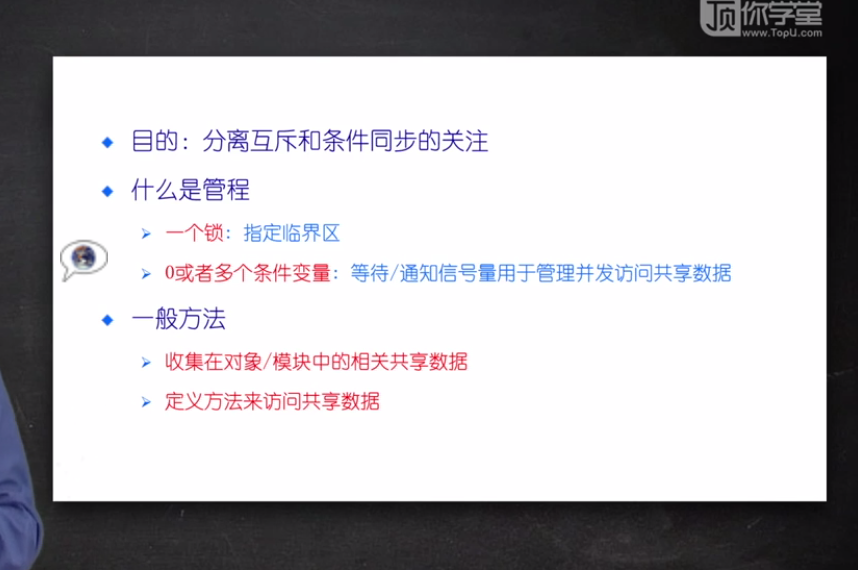 顶你学堂
www.TopU.com
目的：分离互斥和条件同步的关注
什么是管程
一个锁：指定临界区
0或者多个条件变量：等待/通知信号量用于管理并发访问共享数据
一般方法
收集在对象/模块中的相关共享数据
定义方法来访问共享数据